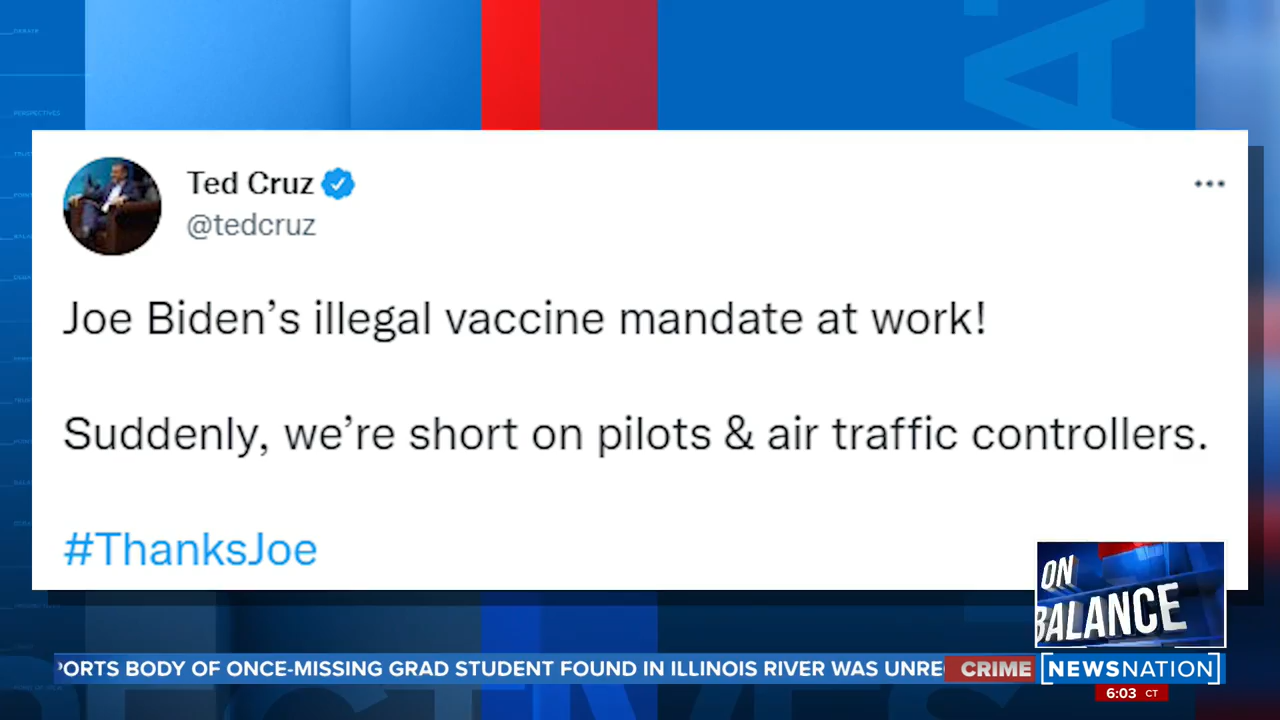 Ted Cruz
@tedcruz
Joe Biden’s illegal vaccine mandate at work!
Suddenly, we’re short on pilots & air traffic controllers.
#ThanksJoe
ON
BALANCE
PORTS BODY OF ONCE-MISSING GRAD STUDENT FOUND IN ILLINOIS RIVER WAS UNRE
CRIME
NEWSNATION
6:03 CT